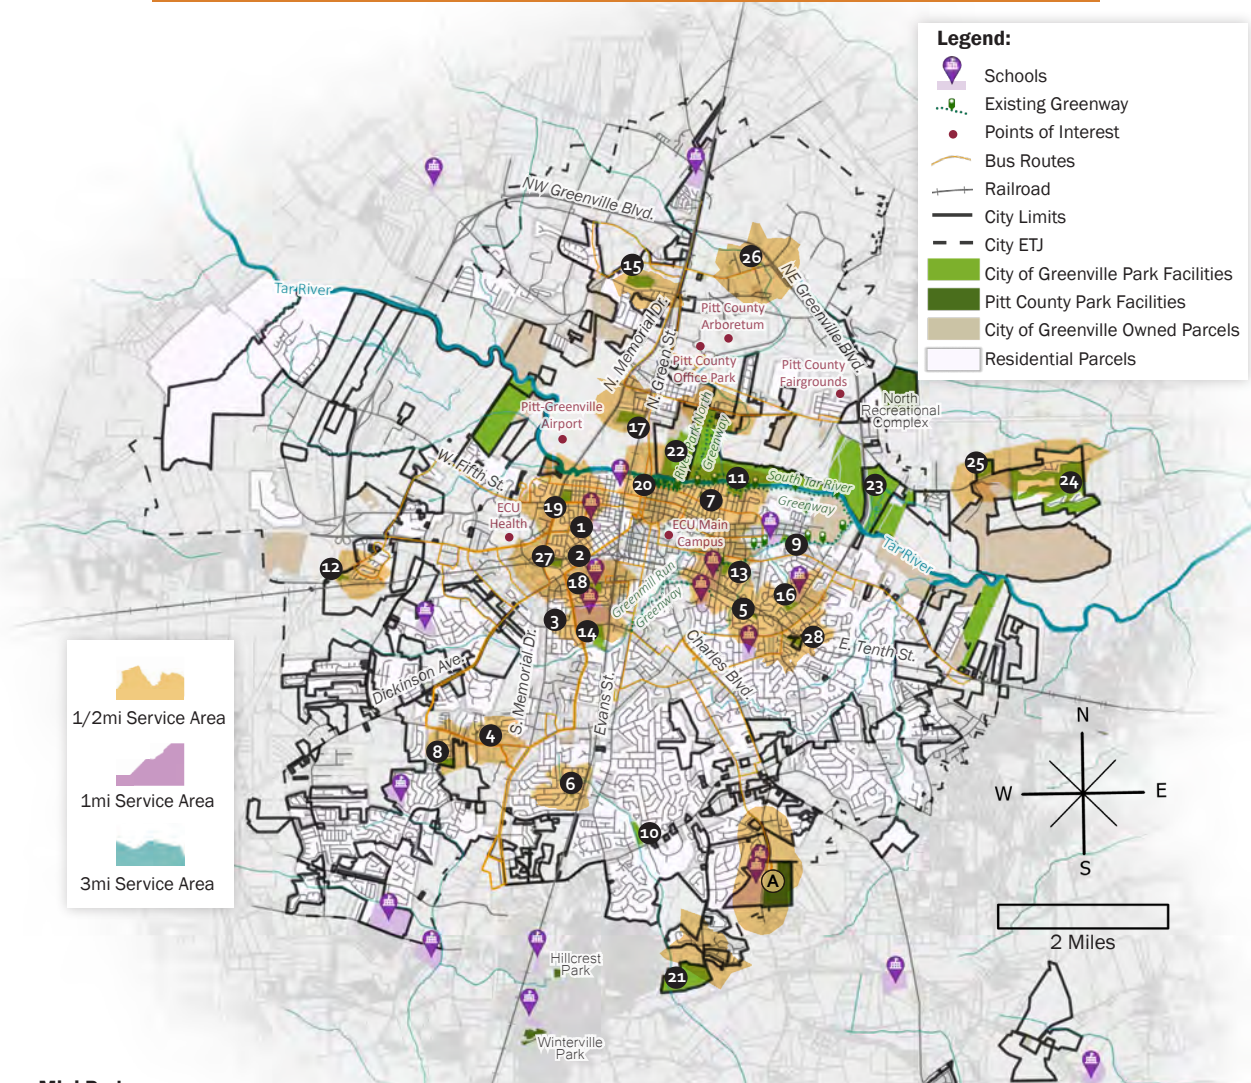 Legend:
Schools
Existing Greenway
Points of Interest
Bus Routes
Railroad
City Limits
City ETJ
City of Greenville Park Facilities
Pitt County Park Facilities
City of Greenville Owned Parcels
Residential Parcels
NW Greenville Blvd.
26
15
NE Greenville Blvd.
Tar River
N. Memorial Dr.
N. Green St.
Pitt County
Arboretum
Pitt County
Office Park
Pitt County
Fairgrounds
North
Recreational
Complex
Pitt-Greenville
Airport
17
River Park North
Greenway
22
W. Fifth St.
25
24
20
11
South Tar River
Greenway
23
7
19
ECU
Health
1
ECU Main
Campus
9
Tar River
27
2
12
18
13
Greenmill Run
Greenway
16
5
3
14
28
E. Tenth St.
Charles Blvd.
Dickinson Ave.
S. Memorial Dr.
Evans St.
1/2mi Service Area
1mi Service Area
3mi Service Area
4
8
6
10
A
N
W
E
S
2 Miles
21
Hillcrest
Park
Winterville
Park